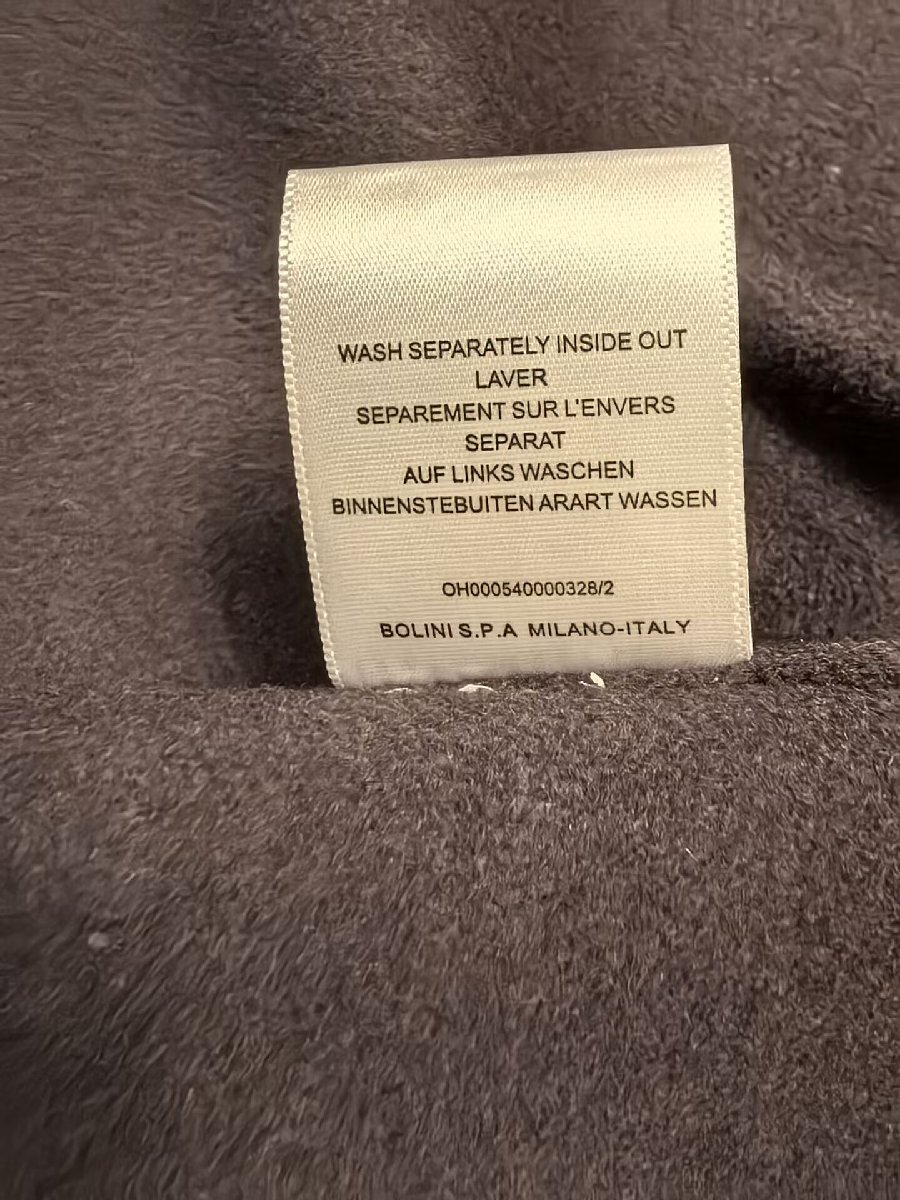 WASH SEPARATELY INSIDE OUT
LAVER
SEPAREMENT SUR L'ENVERS
SEPARAT
AUF LINKS WASCHEN
BINNENSTEBUITEN ARART WASSEN
OH000540000328/2
BOLINI S.P.A MILANO-ITALY